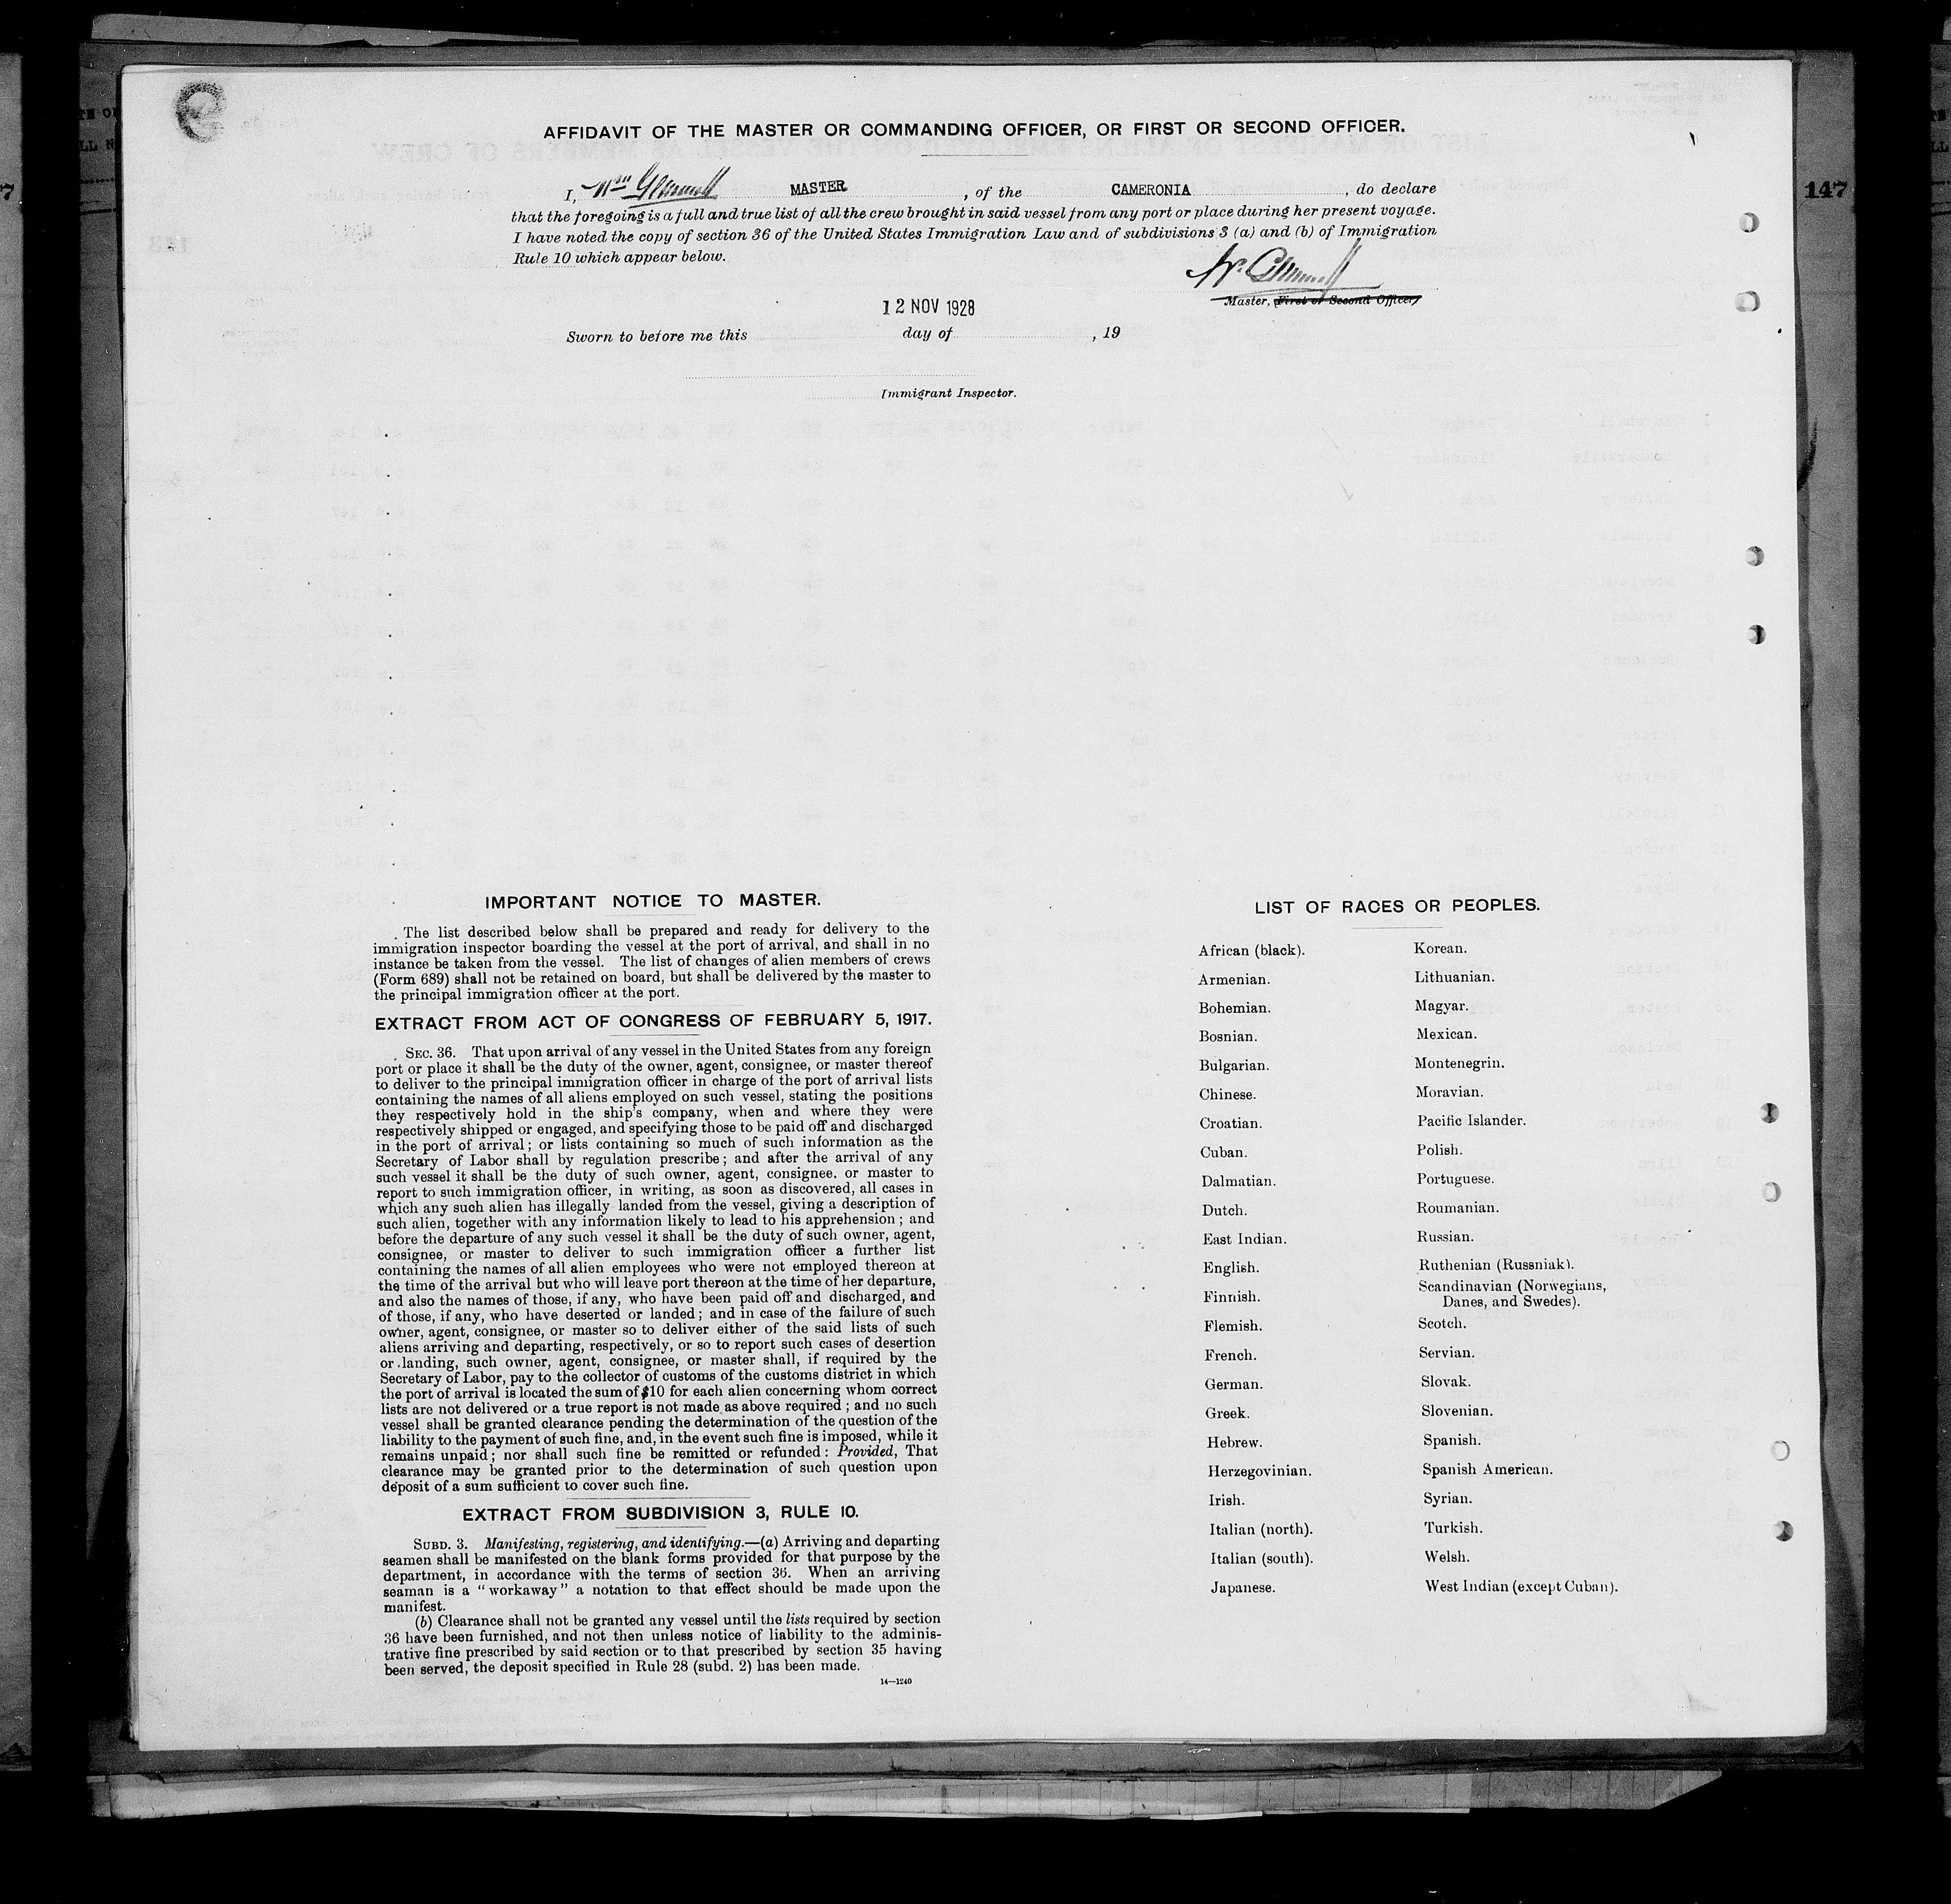 AFFIDAVIT OF THE MASTER OR COMMANDING OFFICER, OR FIRST OR SECOND OFFICER.
I, Wm MASTER, of the CAMERONIA, do declare
that the foregoing is a full and true list of all the crew brought in said vessel from any port or place during her present voyage.
I have noted the copy of section 36 of the United States Immigration Law and of subdivisions 3 (a) and (b) of Immigration
Rule 10 which appear below.
Master, First or Second Officer
12 NOV 1928
Sworn to before me this day of , 19
Immigrant Inspector.
147
IMPORTANT NOTICE TO MASTER.
The list described below shall be prepared and ready for delivery to the
immigration inspector boarding the vessel at the port of arrival, and shall in no
instance be taken from the vessel. The list of changes of alien members of crews
(Form 689) shall not be retained on board, but shall be delivered by the master to
the principal immigration officer at the port.
EXTRACT FROM ACT OF CONGRESS OF FEBRUARY 5, 1917.
SEC. 36. That upon arrival of any vessel in the United States from any foreign
port or place it shall be the duty of the owner, agent, consignee, or master thereof
to deliver to the principal immigration officer in charge of the port of arrival lists
containing the names of all aliens employed on such vessel, stating the positions
they respectively hold in the ship's company, when and where they were
respectively shipped or engaged, and specifying those to be paid off and discharged
in the port of arrival; or lists containing so much of such information as the
Secretary of Labor shall by regulation prescribe; and after the arrival of any
such vessel it shall be the duty of such owner, agent, consignee, or master to
report to such immigration officer, in writing, as soon as discovered, all cases in
which any such alien has illegally landed from the vessel, giving a description of
such alien, together with any information likely to lead to his apprehension; and
before the departure of any such vessel it shall be the duty of such owner, agent,
consignee, or master to deliver to such immigration officer a further list
containing the names of all alien employees who were not employed thereon at
the time of the arrival but who will leave port thereon at the time of her departure,
and also the names of those, if any, who have been paid off and discharged, and
of those, if any, who have deserted or landed; and in case of the failure of such
owner, agent, consignee, or master so to deliver either of the said lists of such
aliens arriving and departing, respectively, or so to report such cases of desertion
or landing, such owner, agent, consignee, or master shall, if required by the
Secretary of Labor, pay to the collector of customs of the customs district in which
the port of arrival is located the sum of $10 for each alien concerning whom correct
lists are not delivered or a true report is not made as above required; and no such
vessel shall be granted clearance pending the determination of the question of the
liability to the payment of such fine, and, in the event such fine is imposed, while it
remains unpaid; nor shall such fine be remitted or refunded: Provided, That
clearance may be granted prior to the determination of such question upon
deposit of a sum sufficient to cover such fine.
EXTRACT FROM SUBDIVISION 3, RULE 10.
SUBD. 3. Manifesting, registering, and identifying.—(a) Arriving and departing
seamen shall be manifested on the blank forms provided for that purpose by the
department, in accordance with the terms of section 36. When an arriving
seaman is a "workaway" a notation to that effect should be made upon the
manifest.
(b) Clearance shall not be granted any vessel until the lists required by section
36 have been furnished, and not then unless notice of liability to the adminis-
trative fine prescribed by said section or to that prescribed by section 35 having
been served, the deposit specified in Rule 28 (subd. 2) has been made.
14—1240
LIST OF RACES OR PEOPLES.
African (black).
Armenian.
Bohemian.
Bosnian.
Bulgarian.
Chinese.
Croatian.
Cuban.
Dalmatian.
Dutch.
East Indian.
English.
Finnish.
Flemish.
French.
German.
Greek.
Hebrew.
Herzegovinian.
Irish.
Italian (north).
Italian (south).
Japanese.
Korean.
Lithuanian.
Magyar.
Mexican.
Montenegrin.
Moravian.
Pacific Islander.
Polish.
Portuguese.
Roumanian.
Russian.
Ruthenian (Russniak).
Scandinavian (Norwegians,
Danes, and Swedes).
Scotch.
Servian.
Slovak.
Slovenian.
Spanish.
Spanish American.
Syrian.
Turkish.
Welsh.
West Indian (except Cuban).